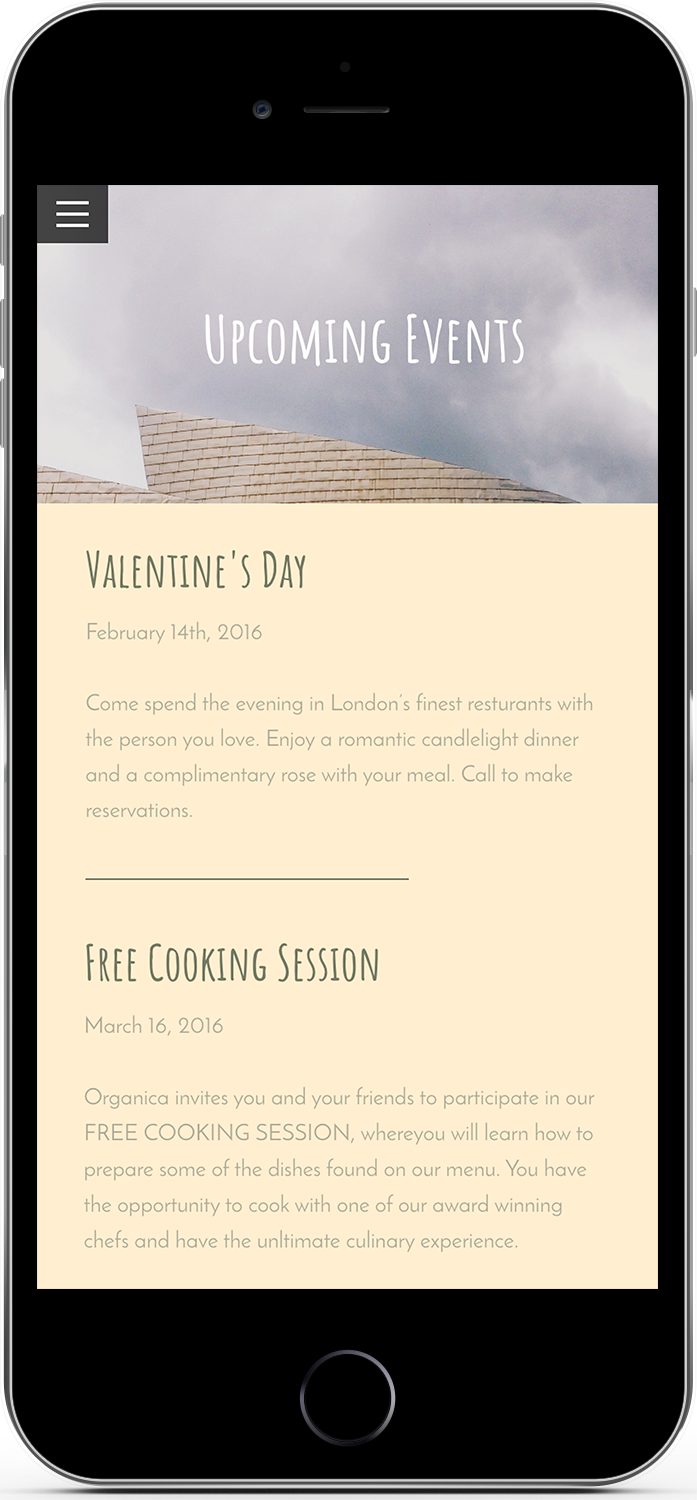 Upcoming Events
Valentine's Day
February 14th, 2016
Come spend the evening in London's finest resturants with
the person you love. Enjoy a romantic candlelight dinner
and a complimentary rose with your meal. Call to make
reservations.
Free Cooking Session
March 16, 2016
Organica invites you and your friends to participate in our
FREE COOKING SESSION, whereyou will learn how to
prepare some of the dishes found on our menu. You have
the opportunity to cook with one of our award winning
chefs and have the unltimate culinary experience.